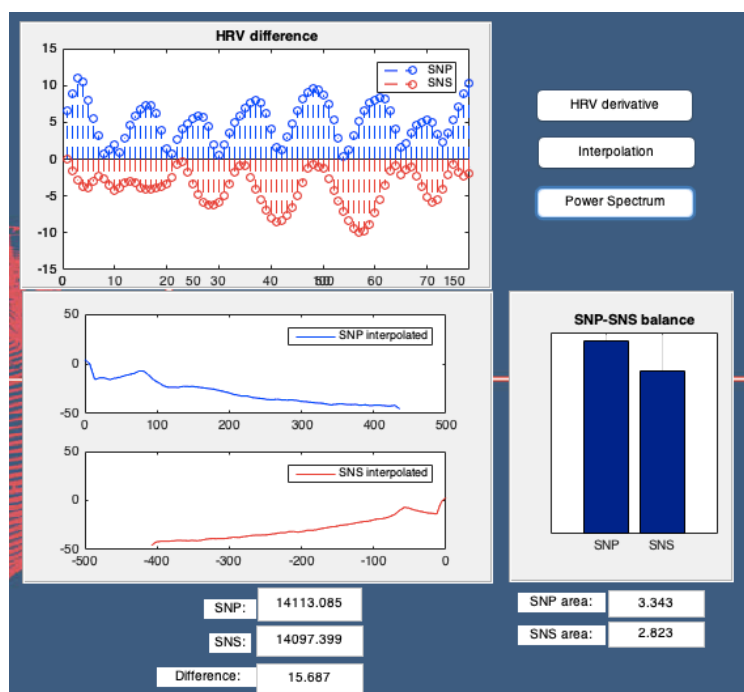 HRV difference
15
10
5
0
-5
-10
-15
SNP
SNS
0 10 20 30 40 50 60 70 150
HRV derivative
Interpolation
Power Spectrum
50
0
-50
SNP interpolated
0 100 200 300 400 500
50
0
-50
SNS interpolated
-500 -400 -300 -200 -100 0
SNP-SNS balance
SNP SNS
SNP: 14113.085
SNS: 14097.399
Difference: 15.687
SNP area: 3.343
SNS area: 2.823